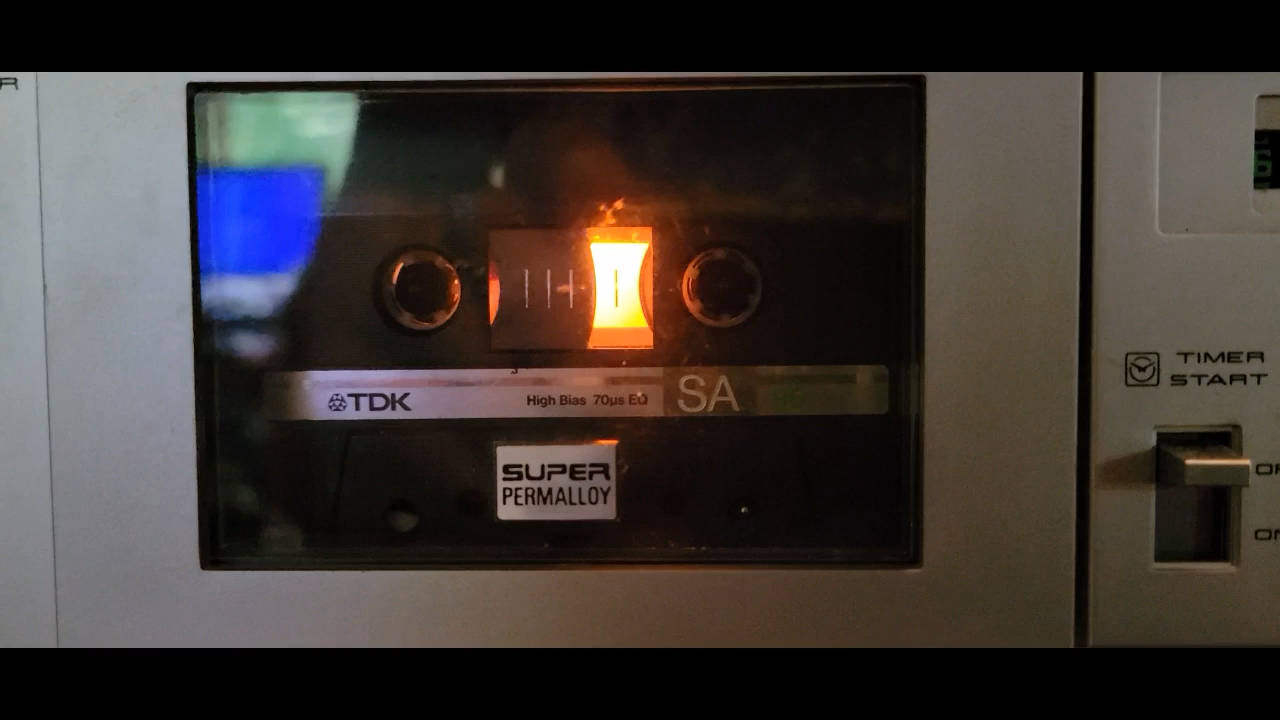 TDK
High Bias 70µs EQ
SA
SUPER
PERMALLOY
TIMER
START